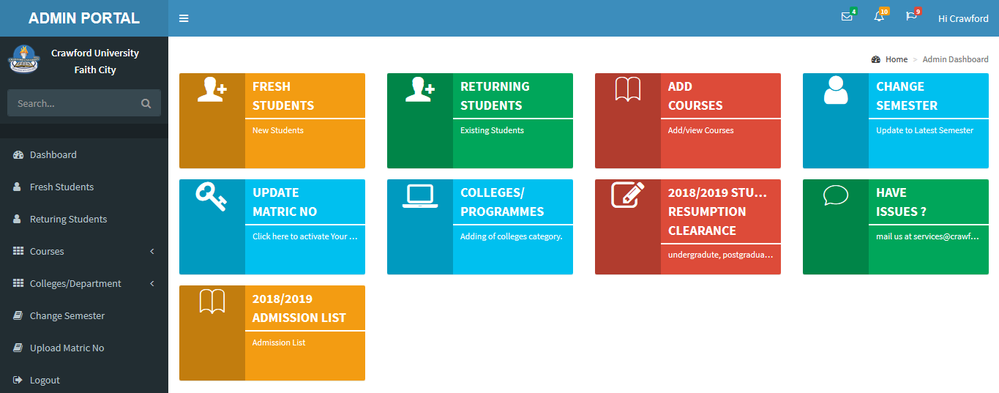 ADMIN PORTAL
4
10
9
Hi Crawford
Crawford University
Faith City
Search...
Home > Admin Dashboard
Dashboard
Fresh Students
Returing Students
Courses
Colleges/Department
Change Semester
Upload Matric No
Logout
FRESH
STUDENTS
New Students
RETURNING
STUDENTS
Existing Students
ADD
COURSES
Add/view Courses
CHANGE
SEMESTER
Update to Latest Semester
UPDATE
MATRIC NO
Click here to activate Your ...
COLLEGES/
PROGRAMMES
Adding of colleges category.
2018/2019 STU...
RESUMPTION
CLEARANCE
undergradute, postgradua...
HAVE
ISSUES ?
mail us at services@crawf...
2018/2019
ADMISSION LIST
Admission List